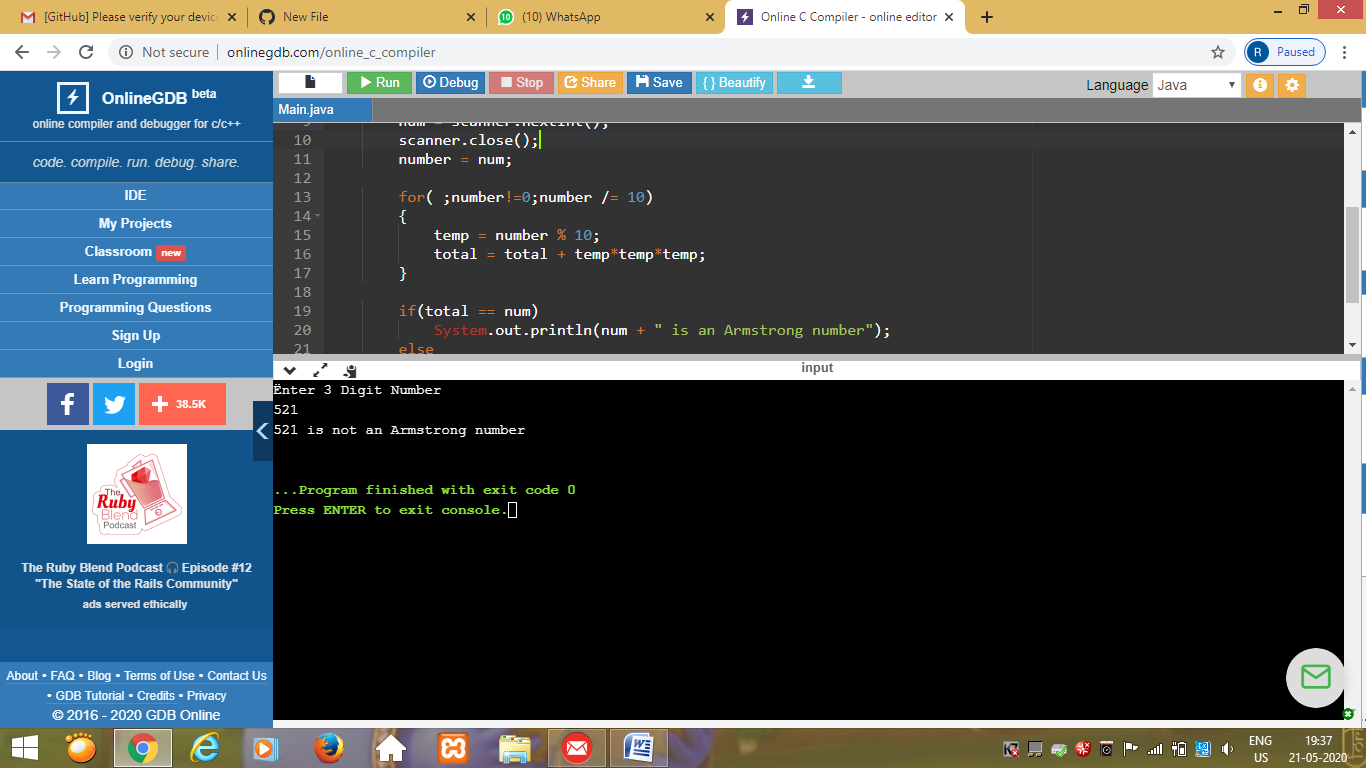 [GitHub] Please verify your device
New File
(10) WhatsApp
Online C Compiler - online editor
Not secure | onlinegdb.com/online_c_compiler
R Paused
OnlineGDB beta
online compiler and debugger for c/c++
code. compile. run. debug. share.
IDE
My Projects
Classroom new
Learn Programming
Programming Questions
Sign Up
Login
38.5K
The Ruby Blend Podcast
The Ruby Blend Podcast 🎧 Episode #12
"The State of the Rails Community"
ads served ethically
About • FAQ • Blog • Terms of Use • Contact Us
• GDB Tutorial • Credits • Privacy
© 2016 - 2020 GDB Online
Run Debug Stop Share Save { } Beautify
Language Java
Main.java
9 num = scanner.nextInt();
10 scanner.close();
11 number = num;
12
13 for( ;number!=0;number /= 10)
14 {
15 temp = number % 10;
16 total = total + temp*temp*temp;
17 }
18
19 if(total == num)
20 System.out.println(num + " is an Armstrong number");
21 else
input
Enter 3 Digit Number
521
521 is not an Armstrong number
...Program finished with exit code 0
Press ENTER to exit console.
ENG
US
19:37
21-05-2020